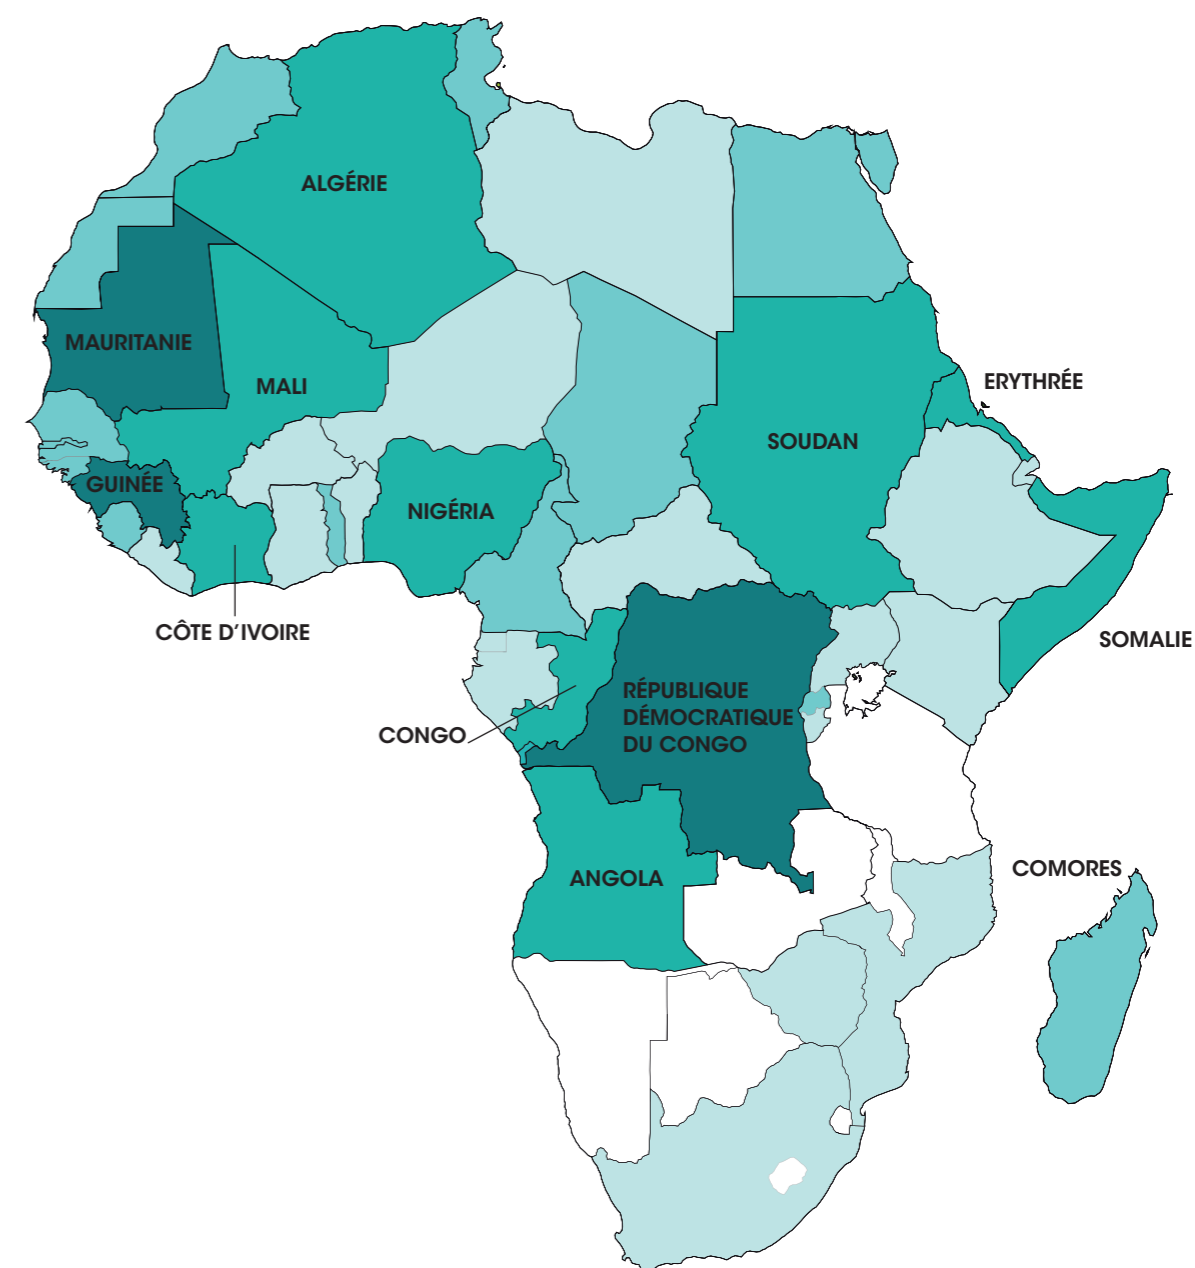 ALGÉRIE
MAURITANIE
MALI
ERYTHRÉE
SOUDAN
GUINÉE
NIGÉRIA
CÔTE D'IVOIRE
SOMALIE
RÉPUBLIQUE
DÉMOCRATIQUE
DU CONGO
CONGO
COMORES
ANGOLA